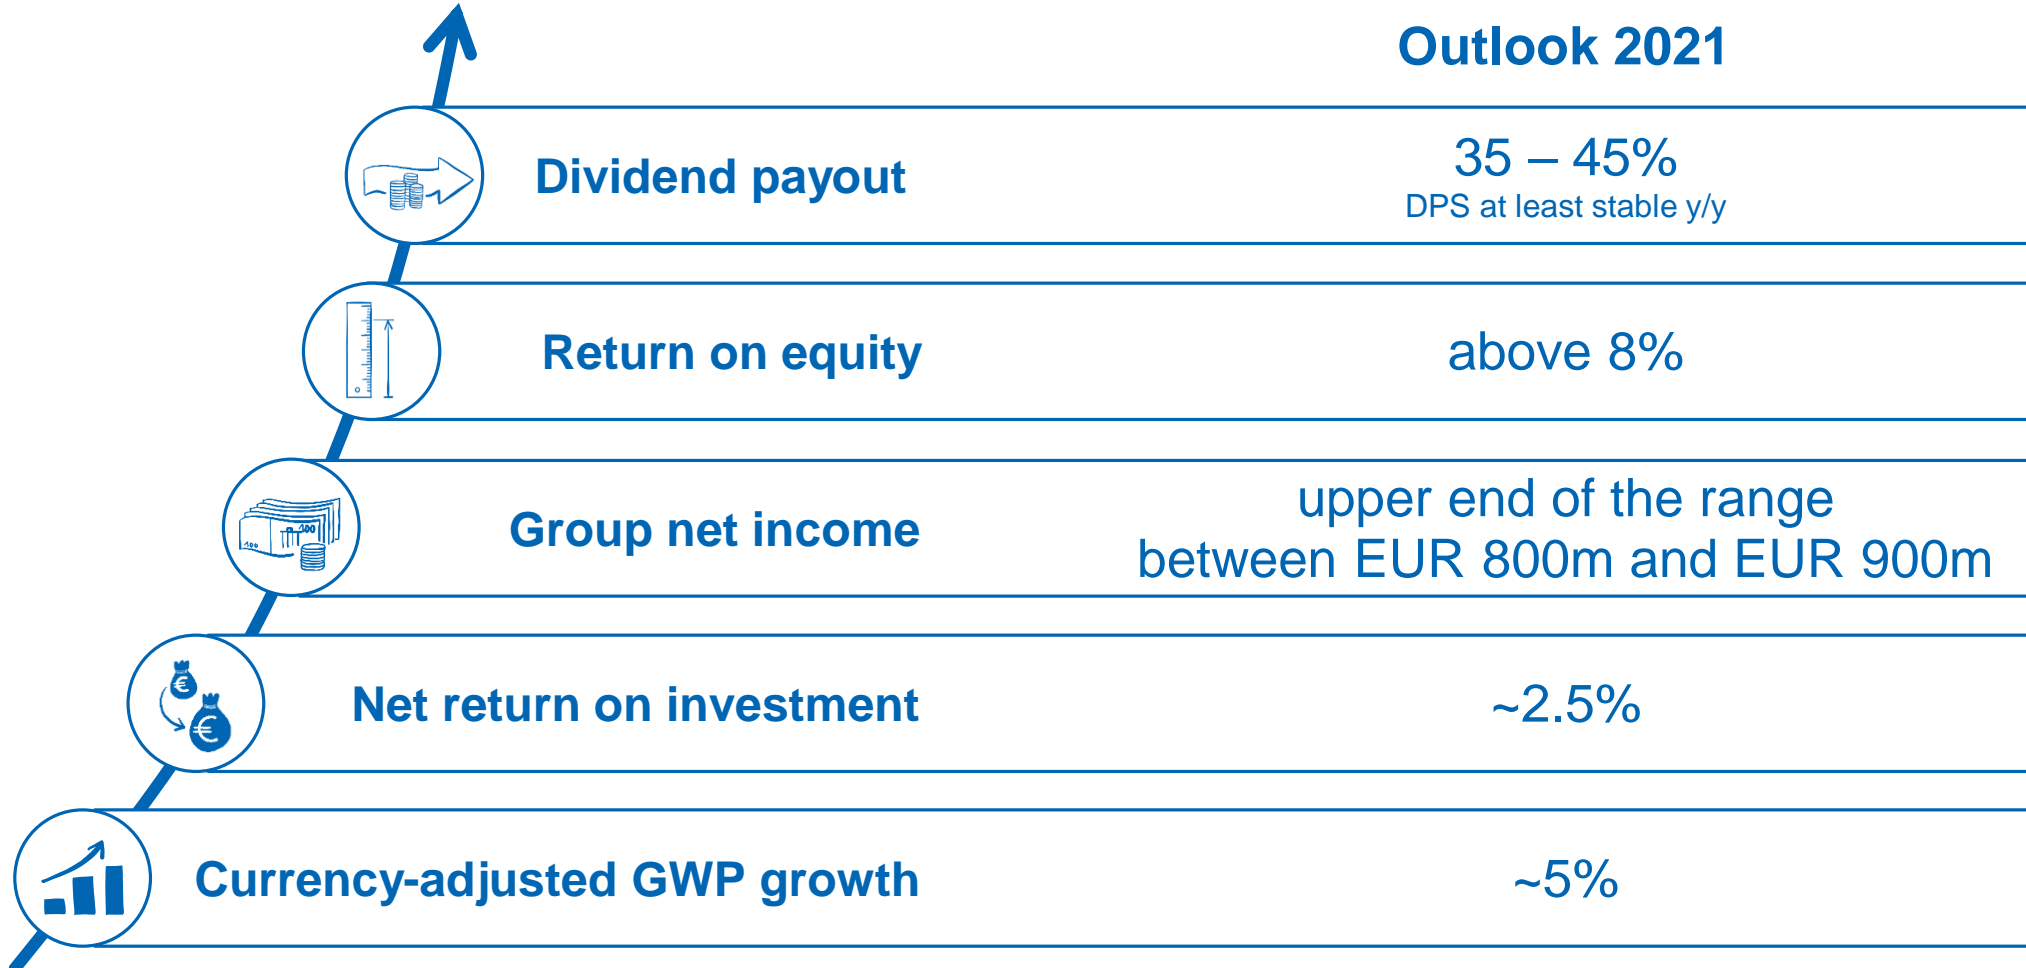 Outlook 2021
Dividend payout
35 – 45%
DPS at least stable y/y
Return on equity
above 8%
Group net income
upper end of the range
between EUR 800m and EUR 900m
100
100
Net return on investment
~2.5%
€
€
Currency-adjusted GWP growth
~5%